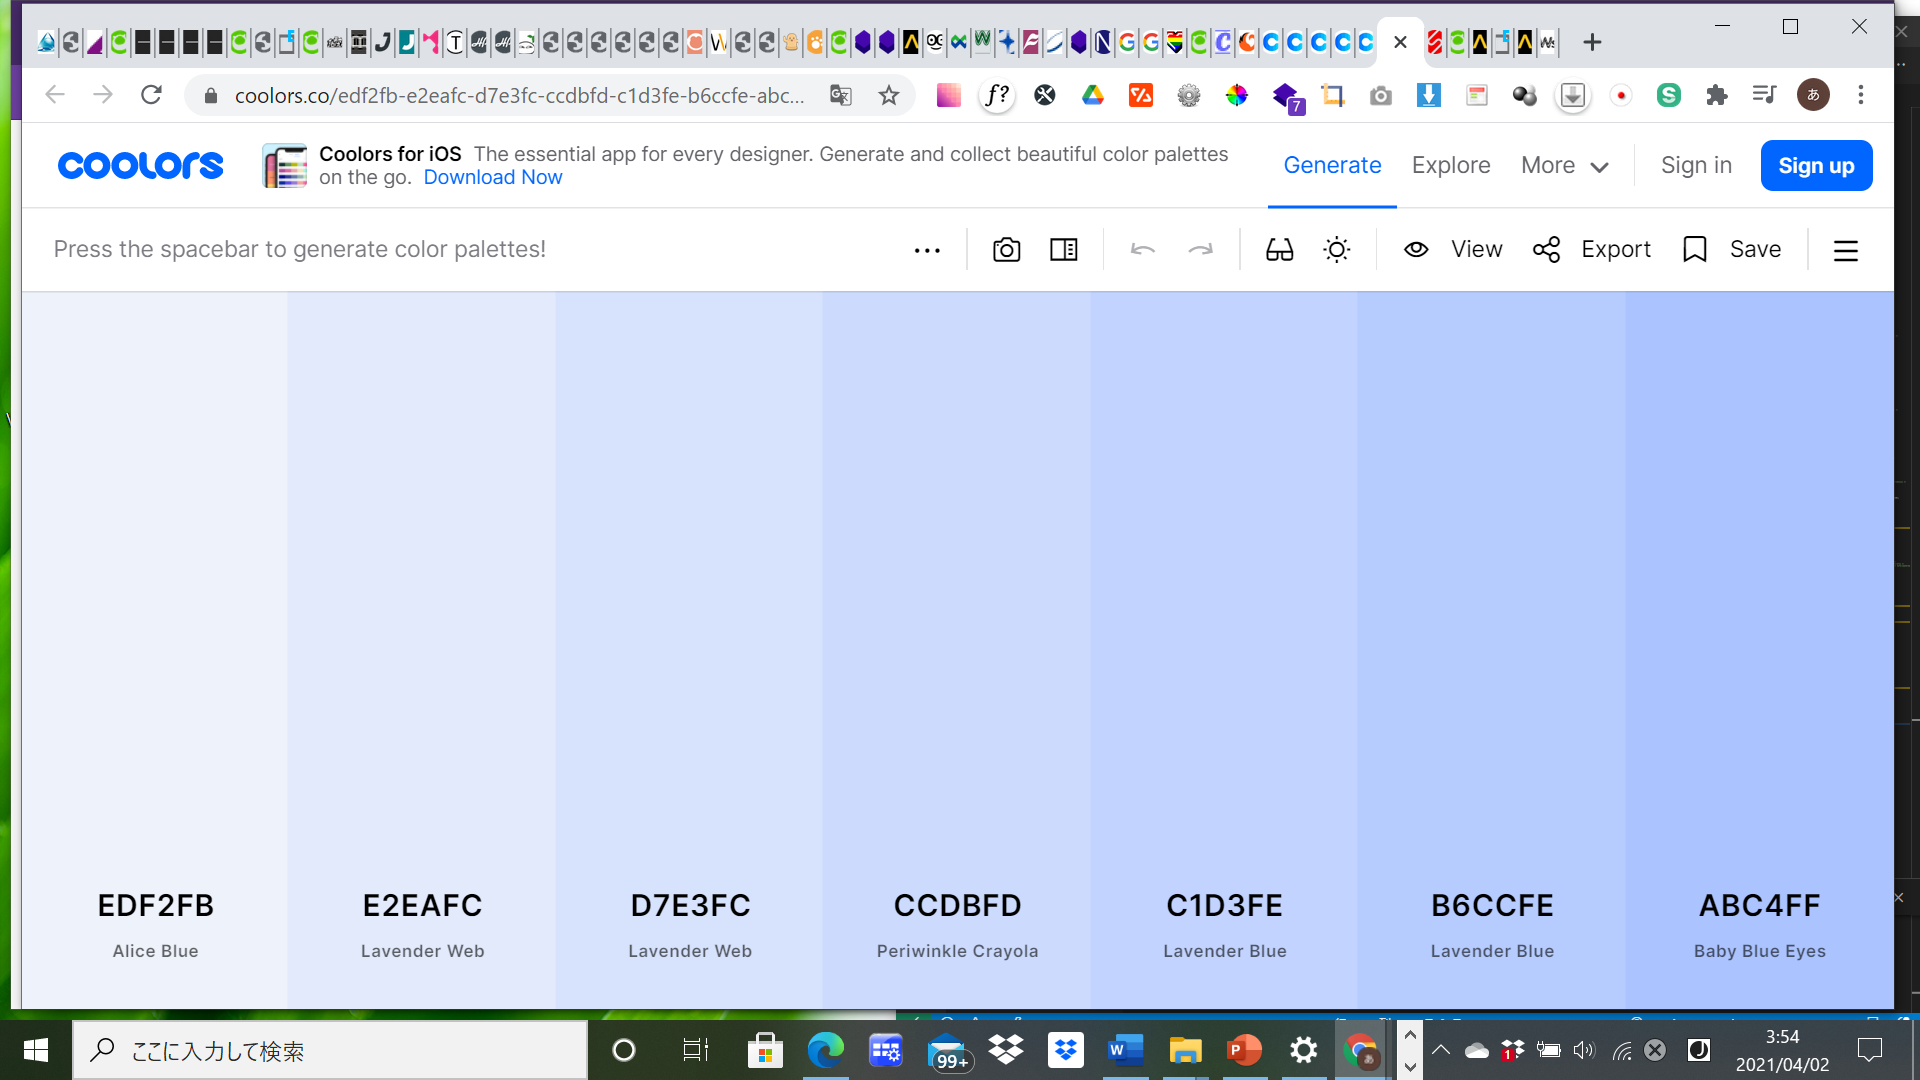 coolors.co/edf2fb-e2eafc-d7e3fc-ccdbfd-c1d3fe-b6ccfe-abc...
f?
7
あ
coolors
Coolors for iOS The essential app for every designer. Generate and collect beautiful color palettes
on the go. Download Now
Generate
Explore
More
Sign in
Sign up
Press the spacebar to generate color palettes!
View
Export
Save
EDF2FB
Alice Blue
E2EAFC
Lavender Web
D7E3FC
Lavender Web
CCDBFD
Periwinkle Crayola
C1D3FE
Lavender Blue
B6CCFE
Lavender Blue
ABC4FF
Baby Blue Eyes
ここに入力して検索
99+
1
3:54
2021/04/02